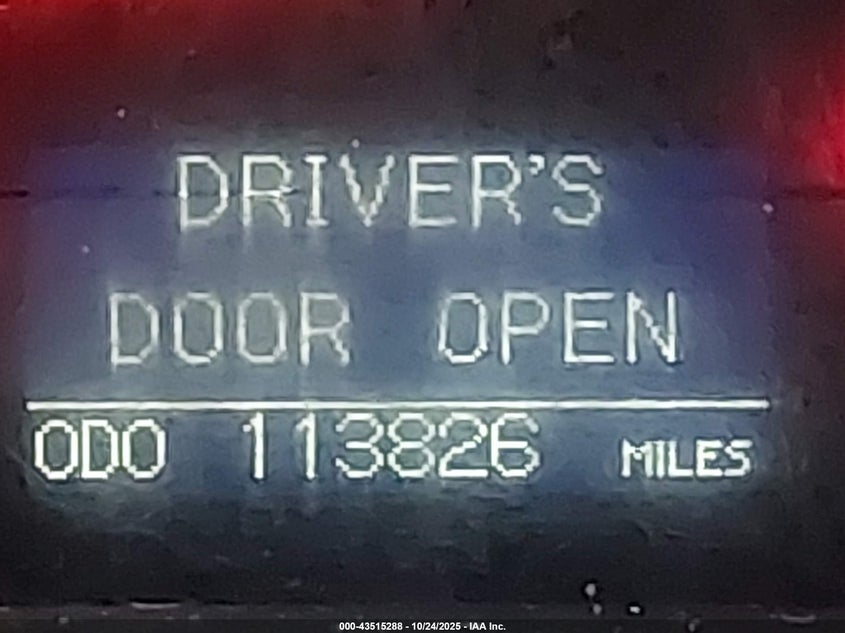 DRIVER'S
DOOR OPEN
ODO 113826 MILES
000-43515288 - 10/24/2025 - IAA Inc.